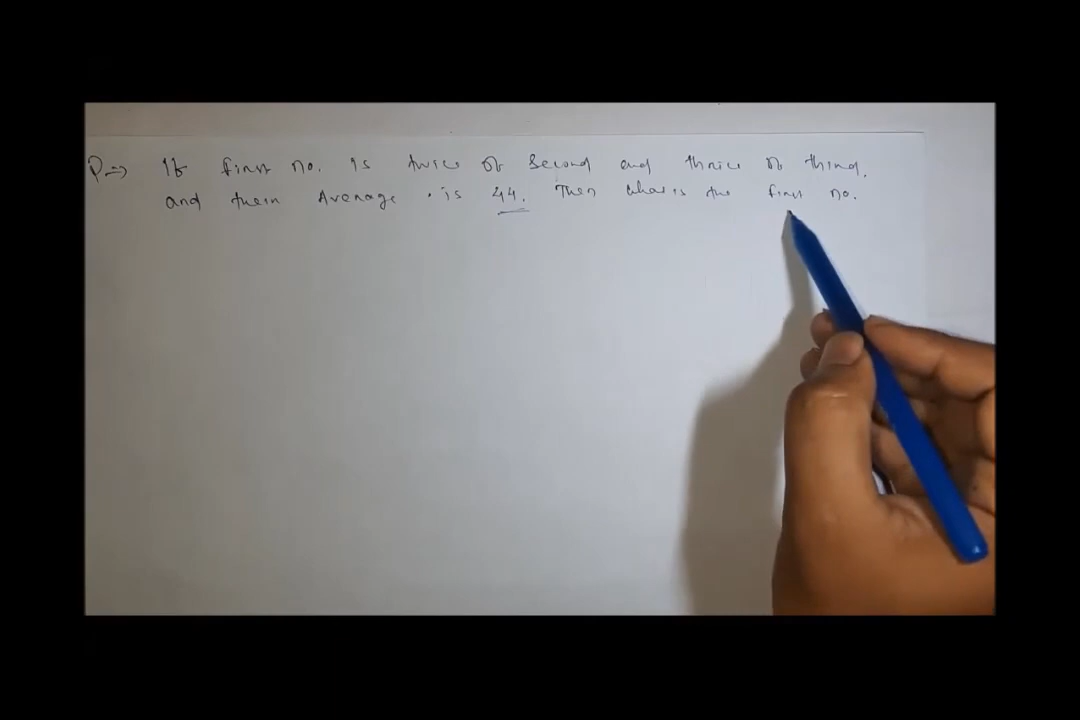 Q⇒ If first no. is twice of second and thrice of third.
and their Average is 44. Then what is the first no.